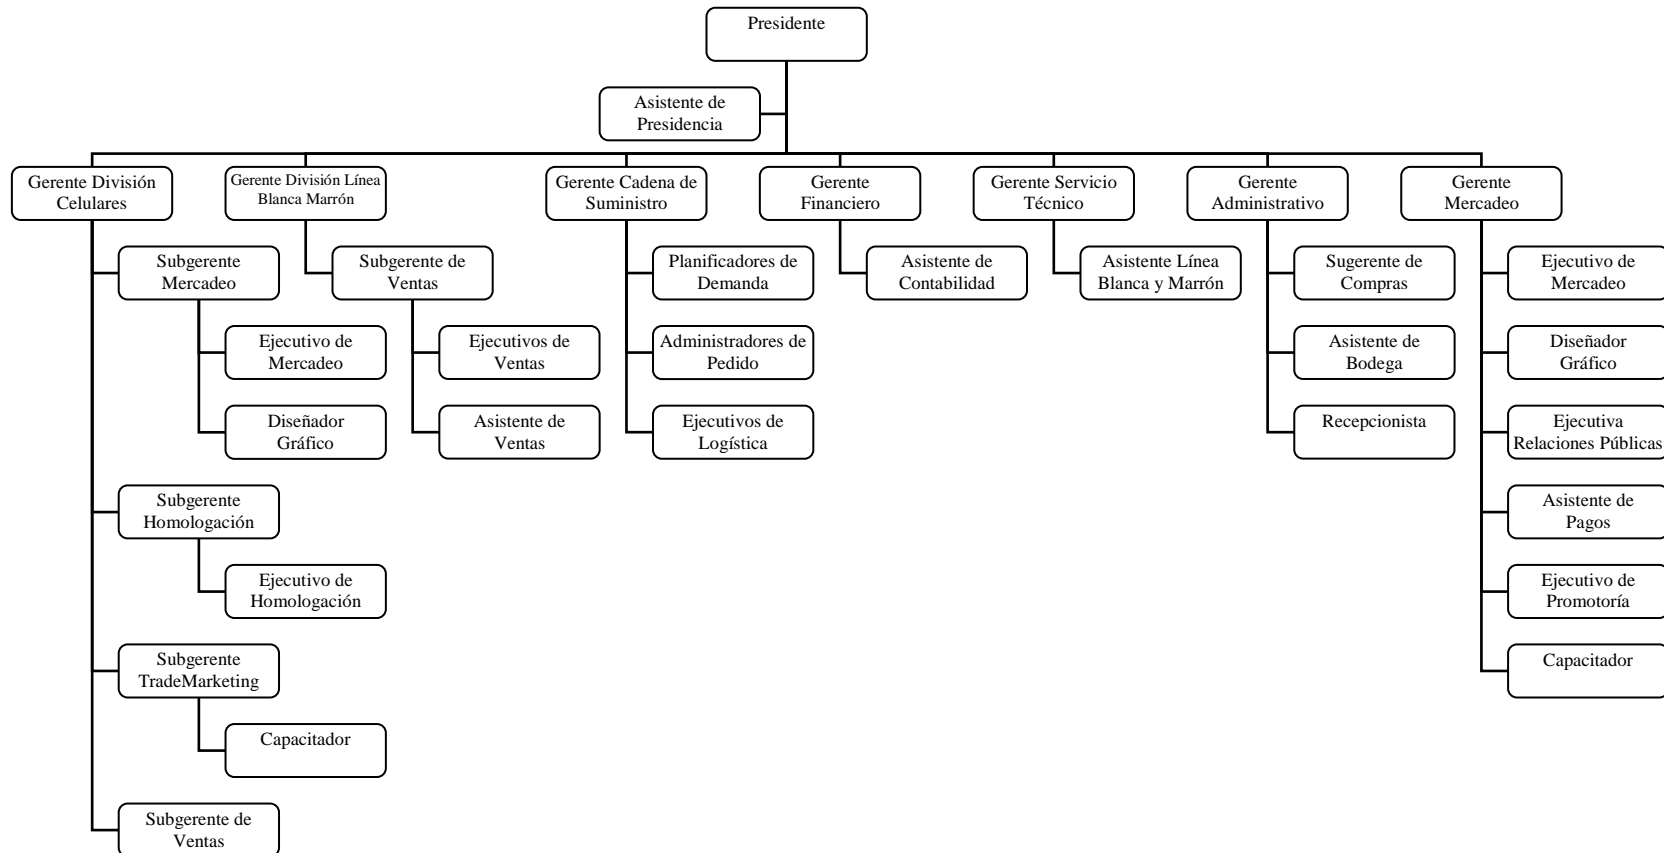 Presidente
Asistente de
Presidencia
Gerente División
Celulares
Gerente División Línea
Blanca Marrón
Gerente Cadena de
Suministro
Gerente
Financiero
Gerente Servicio
Técnico
Gerente
Administrativo
Gerente
Mercadeo
Subgerente
Mercadeo
Subgerente de
Ventas
Planificadores de
Demanda
Asistente de
Contabilidad
Asistente Línea
Blanca y Marrón
Sugerente de
Compras
Ejecutivo de
Mercadeo
Ejecutivo de
Mercadeo
Ejecutivos de
Ventas
Administradores de
Pedido
Asistente de
Bodega
Diseñador
Gráfico
Diseñador
Gráfico
Asistente de
Ventas
Ejecutivos de
Logística
Recepcionista
Ejecutiva
Relaciones Públicas
Subgerente
Homologación
Asistente de
Pagos
Ejecutivo de
Homologación
Ejecutivo de
Promotoría
Subgerente
TradeMarketing
Capacitador
Capacitador
Subgerente de
Ventas